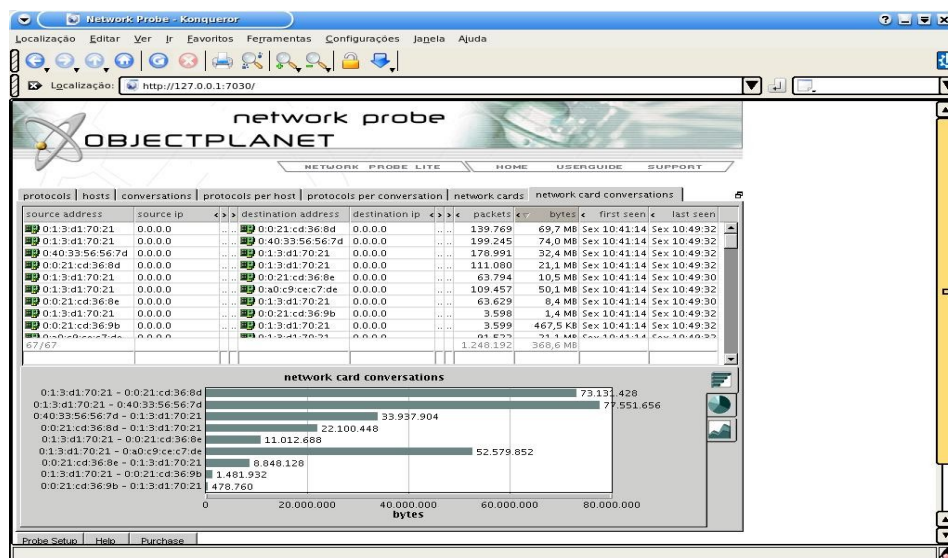 Network Probe - Konqueror
Localização Editar Ver Ir Favoritos Ferramentas Configurações Janela Ajuda
Localização: http://127.0.0.1:7030/
network probe
OBJECTPLANET
NETWORK PROBE LITE HOME USERGUIDE SUPPORT
protocols hosts conversations protocols per host protocols per conversation network cards network card conversations
source address source ip destination address destination ip packets bytes first seen last seen
0:1:3:d1:70:21 0.0.0.0 .. .. 0:0:21:cd:36:8d 0.0.0.0 .. .. 139.769 69,7 MB Sex 10:41:14 Sex 10:49:32
0:1:3:d1:70:21 0.0.0.0 .. .. 0:40:33:56:56:7d 0.0.0.0 .. .. 199.245 74,0 MB Sex 10:41:14 Sex 10:49:32
0:40:33:56:56:7d 0.0.0.0 .. .. 0:1:3:d1:70:21 0.0.0.0 .. .. 178.991 32,4 MB Sex 10:41:14 Sex 10:49:32
0:0:21:cd:36:8d 0.0.0.0 .. .. 0:1:3:d1:70:21 0.0.0.0 .. .. 111.080 21,1 MB Sex 10:41:14 Sex 10:49:32
0:1:3:d1:70:21 0.0.0.0 .. .. 0:0:21:cd:36:8e 0.0.0.0 .. .. 63.794 10,5 MB Sex 10:41:14 Sex 10:49:30
0:1:3:d1:70:21 0.0.0.0 .. .. 0:a0:c9:ce:c7:de 0.0.0.0 .. .. 109.457 50,1 MB Sex 10:41:14 Sex 10:49:32
0:0:21:cd:36:8e 0.0.0.0 .. .. 0:1:3:d1:70:21 0.0.0.0 .. .. 63.629 8,4 MB Sex 10:41:14 Sex 10:49:30
0:1:3:d1:70:21 0.0.0.0 .. .. 0:0:21:cd:36:9b 0.0.0.0 .. .. 3.598 1,4 MB Sex 10:41:14 Sex 10:49:32
0:0:21:cd:36:9b 0.0.0.0 .. .. 0:1:3:d1:70:21 0.0.0.0 .. .. 3.599 467,5 KB Sex 10:41:14 Sex 10:49:32
67/67 1.248.192 368,6 MB
network card conversations
0:1:3:d1:70:21 - 0:0:21:cd:36:8d 73.131.428
0:1:3:d1:70:21 - 0:40:33:56:56:7d 77.551.656
0:40:33:56:56:7d - 0:1:3:d1:70:21 33.937.904
0:0:21:cd:36:8d - 0:1:3:d1:70:21 22.100.448
0:1:3:d1:70:21 - 0:0:21:cd:36:8e 11.012.688
0:1:3:d1:70:21 - 0:a0:c9:ce:c7:de 52.579.852
0:0:21:cd:36:8e - 0:1:3:d1:70:21 8.848.128
0:1:3:d1:70:21 - 0:0:21:cd:36:9b 1.481.932
0:0:21:cd:36:9b - 0:1:3:d1:70:21 478.760
0 20.000.000 40.000.000 60.000.000 80.000.000
bytes
Probe Setup Help Purchase